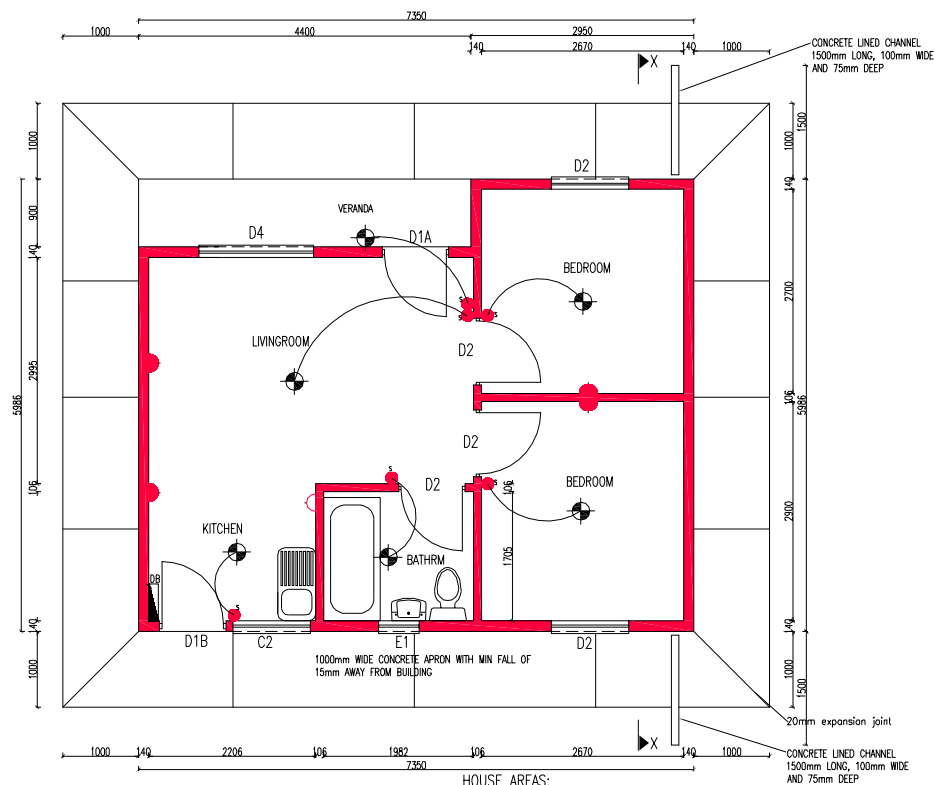 7350
1000
4400
2950
140
2670
140
1000
X
CONCRETE LINED CHANNEL
1500mm LONG, 100mm WIDE
AND 75mm DEEP
1000
1000
1500
D2
140
900
VERANDA
D4
D1A
140
BEDROOM
2700
s
s
s
LIVINGROOM
D2
2995
5986
106
5986
D2
s
D2
s
106
106
BEDROOM
2900
KITCHEN
BATHRM
1705
DB
s
140
140
D1B
C2
E1
D2
1000mm WIDE CONCRETE APRON WITH MIN FALL OF
15mm AWAY FROM BUILDING
1000
1000
1500
20mm expansion joint
X
1000
140
2226
106
1982
106
2670
140
1000
7350
CONCRETE LINED CHANNEL
1500mm LONG, 100mm WIDE
AND 75mm DEEP
HOUSE AREAS: